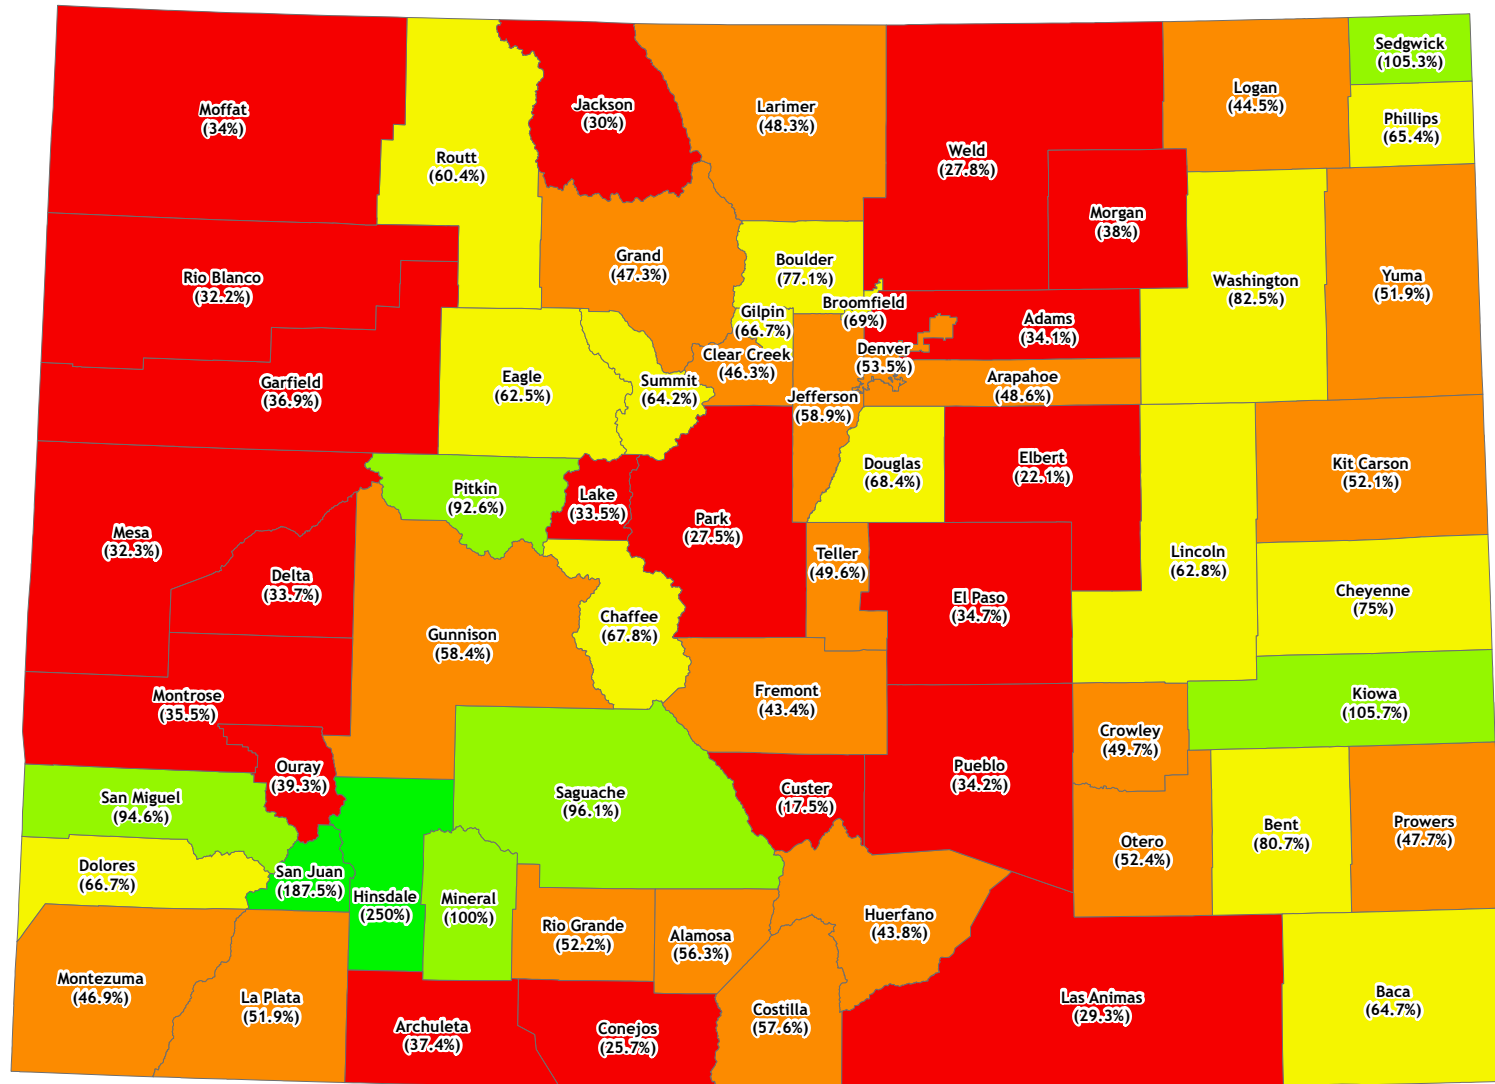 Sedgwick
(105.3%)
Moffat
(34%)
Jackson
(30%)
Larimer
(48.3%)
Logan
(44.5%)
Phillips
(65.4%)
Routt
(60.4%)
Weld
(27.8%)
Morgan
(38%)
Rio Blanco
(32.2%)
Grand
(47.3%)
Boulder
(77.1%)
Washington
(82.5%)
Yuma
(51.9%)
Broomfield
(69%)
Gilpin
(66.7%)
Adams
(34.1%)
Clear Creek
(46.3%)
Denver
(53.5%)
Garfield
(36.9%)
Eagle
(62.5%)
Summit
(64.2%)
Arapahoe
(48.6%)
Jefferson
(58.9%)
Douglas
(68.4%)
Elbert
(22.1%)
Kit Carson
(52.1%)
Pitkin
(92.6%)
Lake
(33.5%)
Park
(27.5%)
Mesa
(32.3%)
Teller
(49.6%)
Lincoln
(62.8%)
Delta
(33.7%)
El Paso
(34.7%)
Cheyenne
(75%)
Chaffee
(67.8%)
Gunnison
(58.4%)
Montrose
(35.5%)
Fremont
(43.4%)
Kiowa
(105.7%)
Crowley
(49.7%)
Ouray
(39.3%)
Pueblo
(34.2%)
San Miguel
(94.6%)
Saguache
(96.1%)
Custer
(17.5%)
Bent
(80.7%)
Prowers
(47.7%)
Otero
(52.4%)
Dolores
(66.7%)
San Juan
(187.5%)
Hinsdale
(250%)
Mineral
(100%)
Rio Grande
(52.2%)
Alamosa
(56.3%)
Huerfano
(43.8%)
Montezuma
(46.9%)
La Plata
(51.9%)
Archuleta
(37.4%)
Conejos
(25.7%)
Costilla
(57.6%)
Las Animas
(29.3%)
Baca
(64.7%)